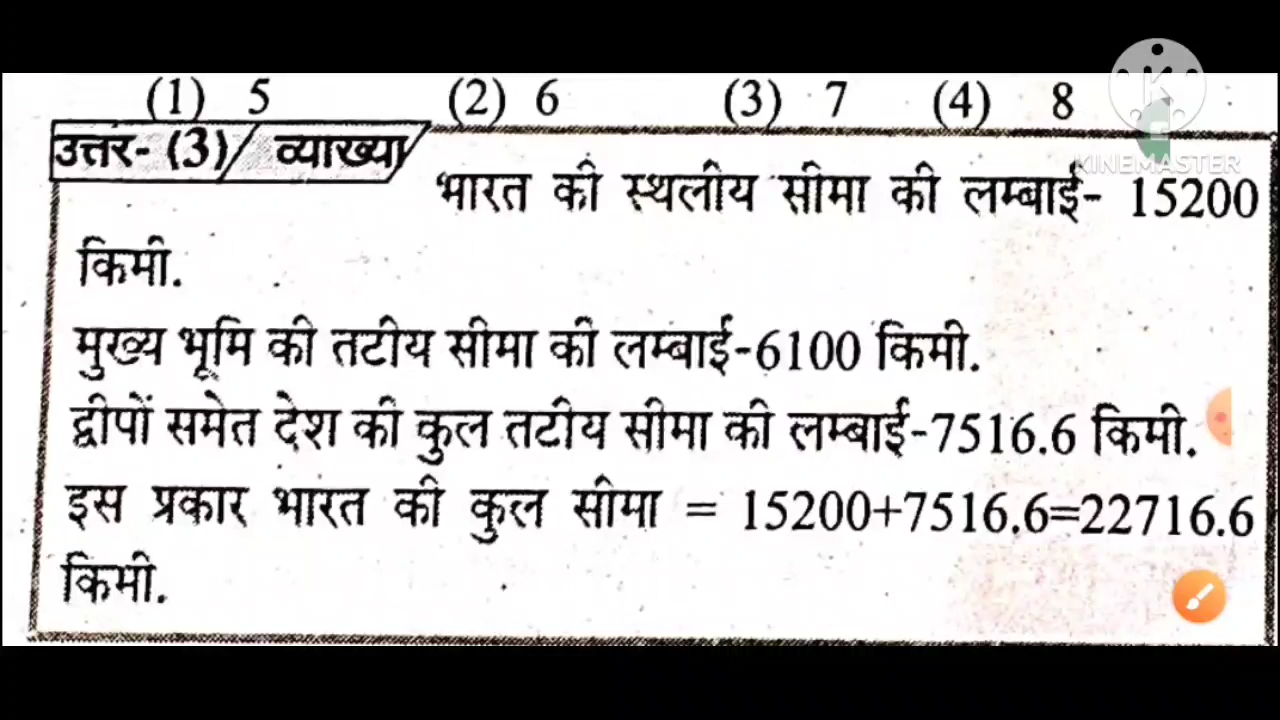 (1) 5 (2) 6 (3) 7 (4) 8
KINEMASTER
उत्तर- (3)/ व्याख्या
भारत की स्थलीय सीमा की लम्बाई- 15200
किमी.
मुख्य भूमि की तटीय सीमा की लम्बाई-6100 किमी.
द्वीपों समेत देश की कुल तटीय सीमा की लम्बाई-7516.6 किमी.
इस प्रकार भारत की कुल सीमा = 15200+7516.6=22716.6
किमी.